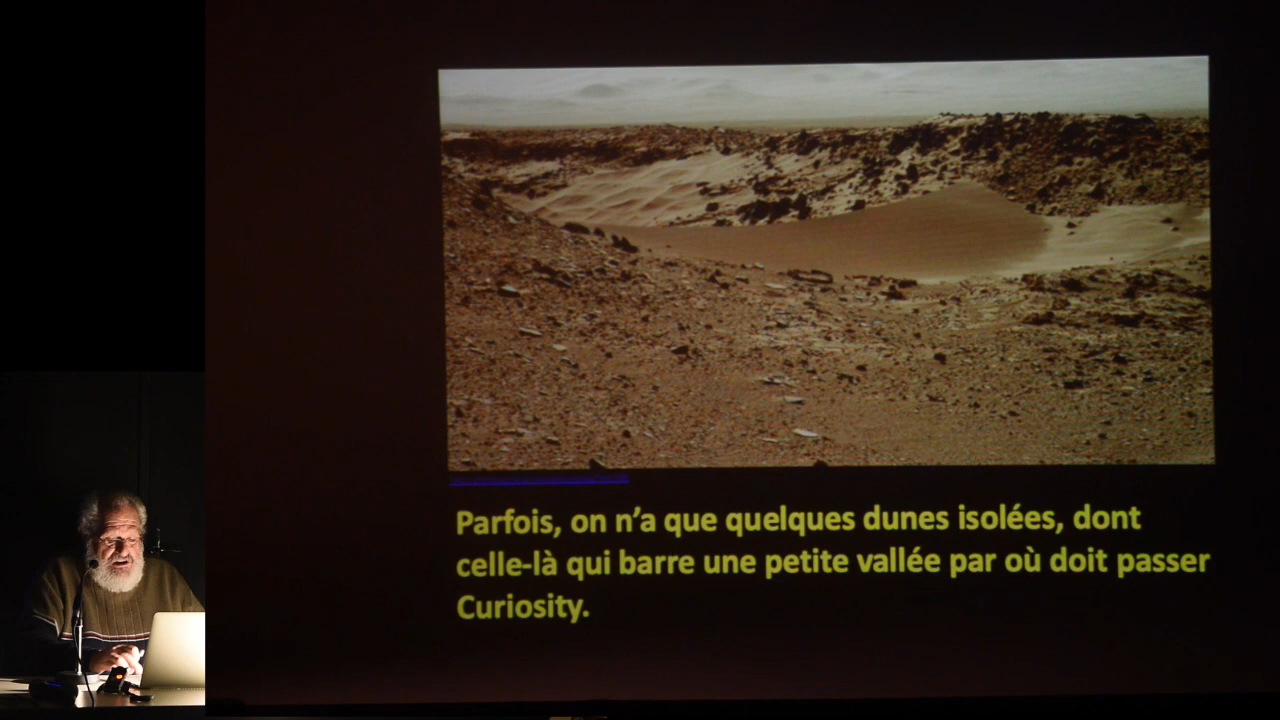 Parfois, on n'a que quelques dunes isolées, dont
celle-là qui barre une petite vallée par où doit passer
Curiosity.